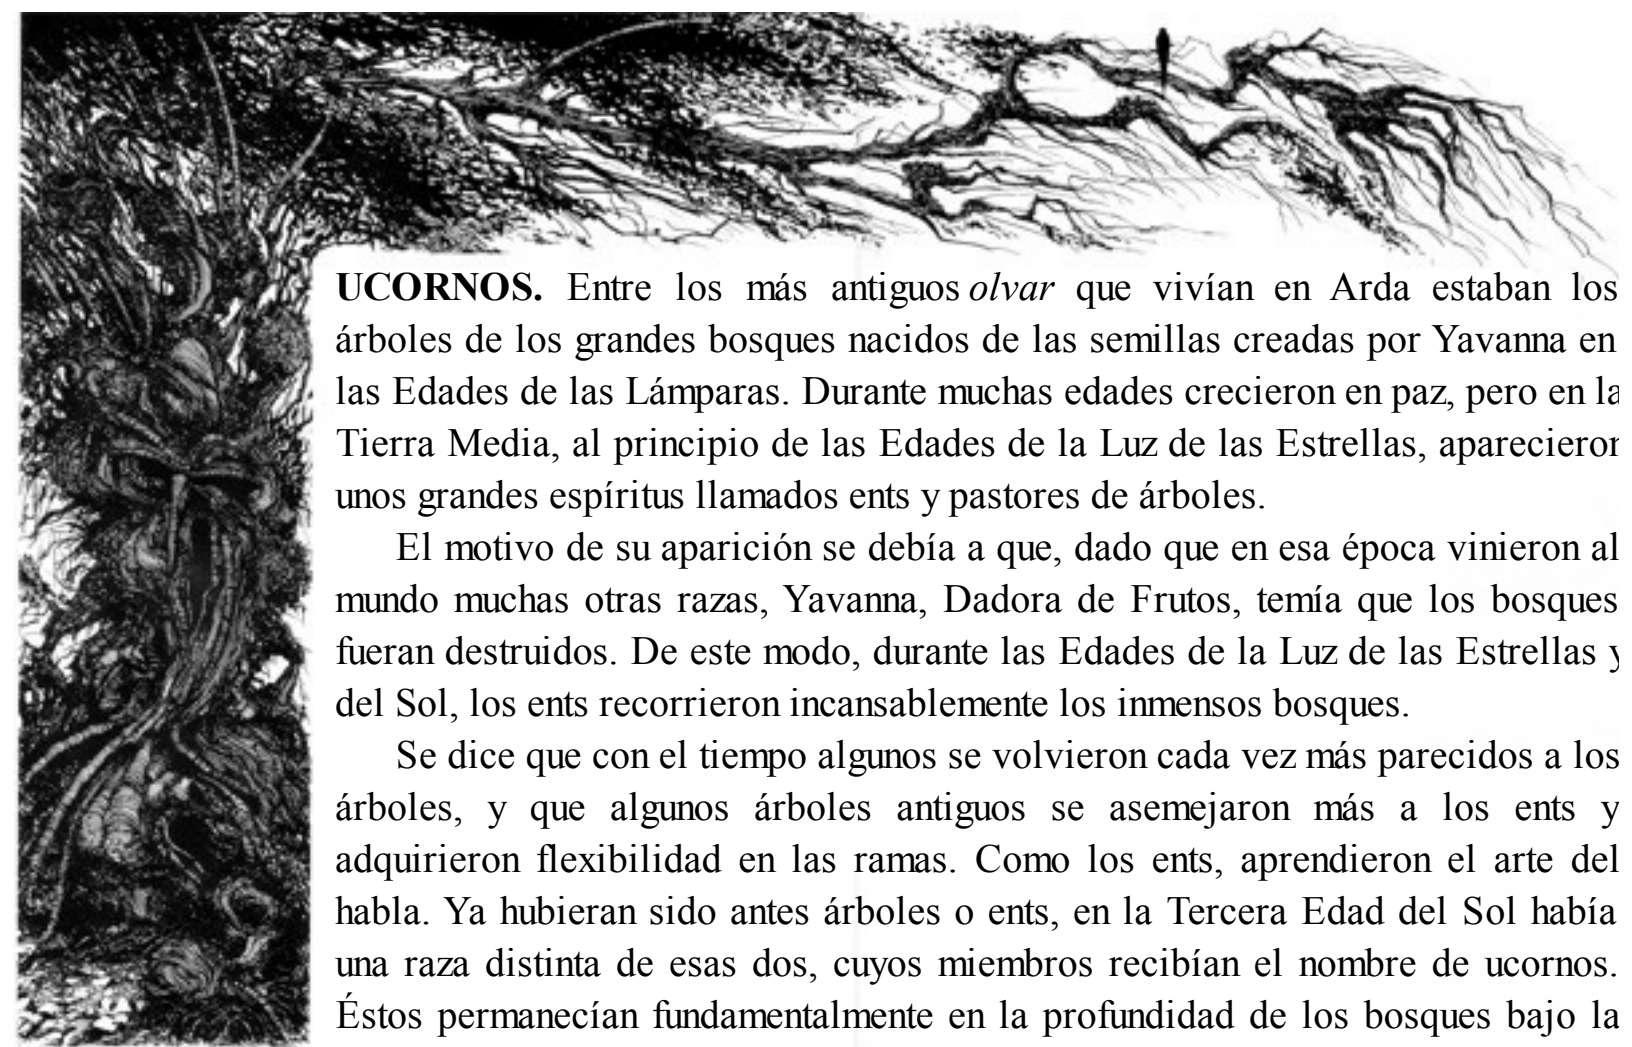 UCORNOS. Entre los más antiguos olvar que vivían en Arda estaban los
árboles de los grandes bosques nacidos de las semillas creadas por Yavanna en
las Edades de las Lámparas. Durante muchas edades crecieron en paz, pero en la
Tierra Media, al principio de las Edades de la Luz de las Estrellas, aparecieron
unos grandes espíritus llamados ents y pastores de árboles.
El motivo de su aparición se debía a que, dado que en esa época vinieron al
mundo muchas otras razas, Yavanna, Dadora de Frutos, temía que los bosques
fueran destruidos. De este modo, durante las Edades de la Luz de las Estrellas y
del Sol, los ents recorrieron incansablemente los inmensos bosques.
Se dice que con el tiempo algunos se volvieron cada vez más parecidos a los
árboles, y que algunos árboles antiguos se asemejaron más a los ents y
adquirieron flexibilidad en las ramas. Como los ents, aprendieron el arte del
habla. Ya hubieran sido antes árboles o ents, en la Tercera Edad del Sol había
una raza distinta de esas dos, cuyos miembros recibían el nombre de ucornos.
Éstos permanecían fundamentalmente en la profundidad de los bosques bajo la